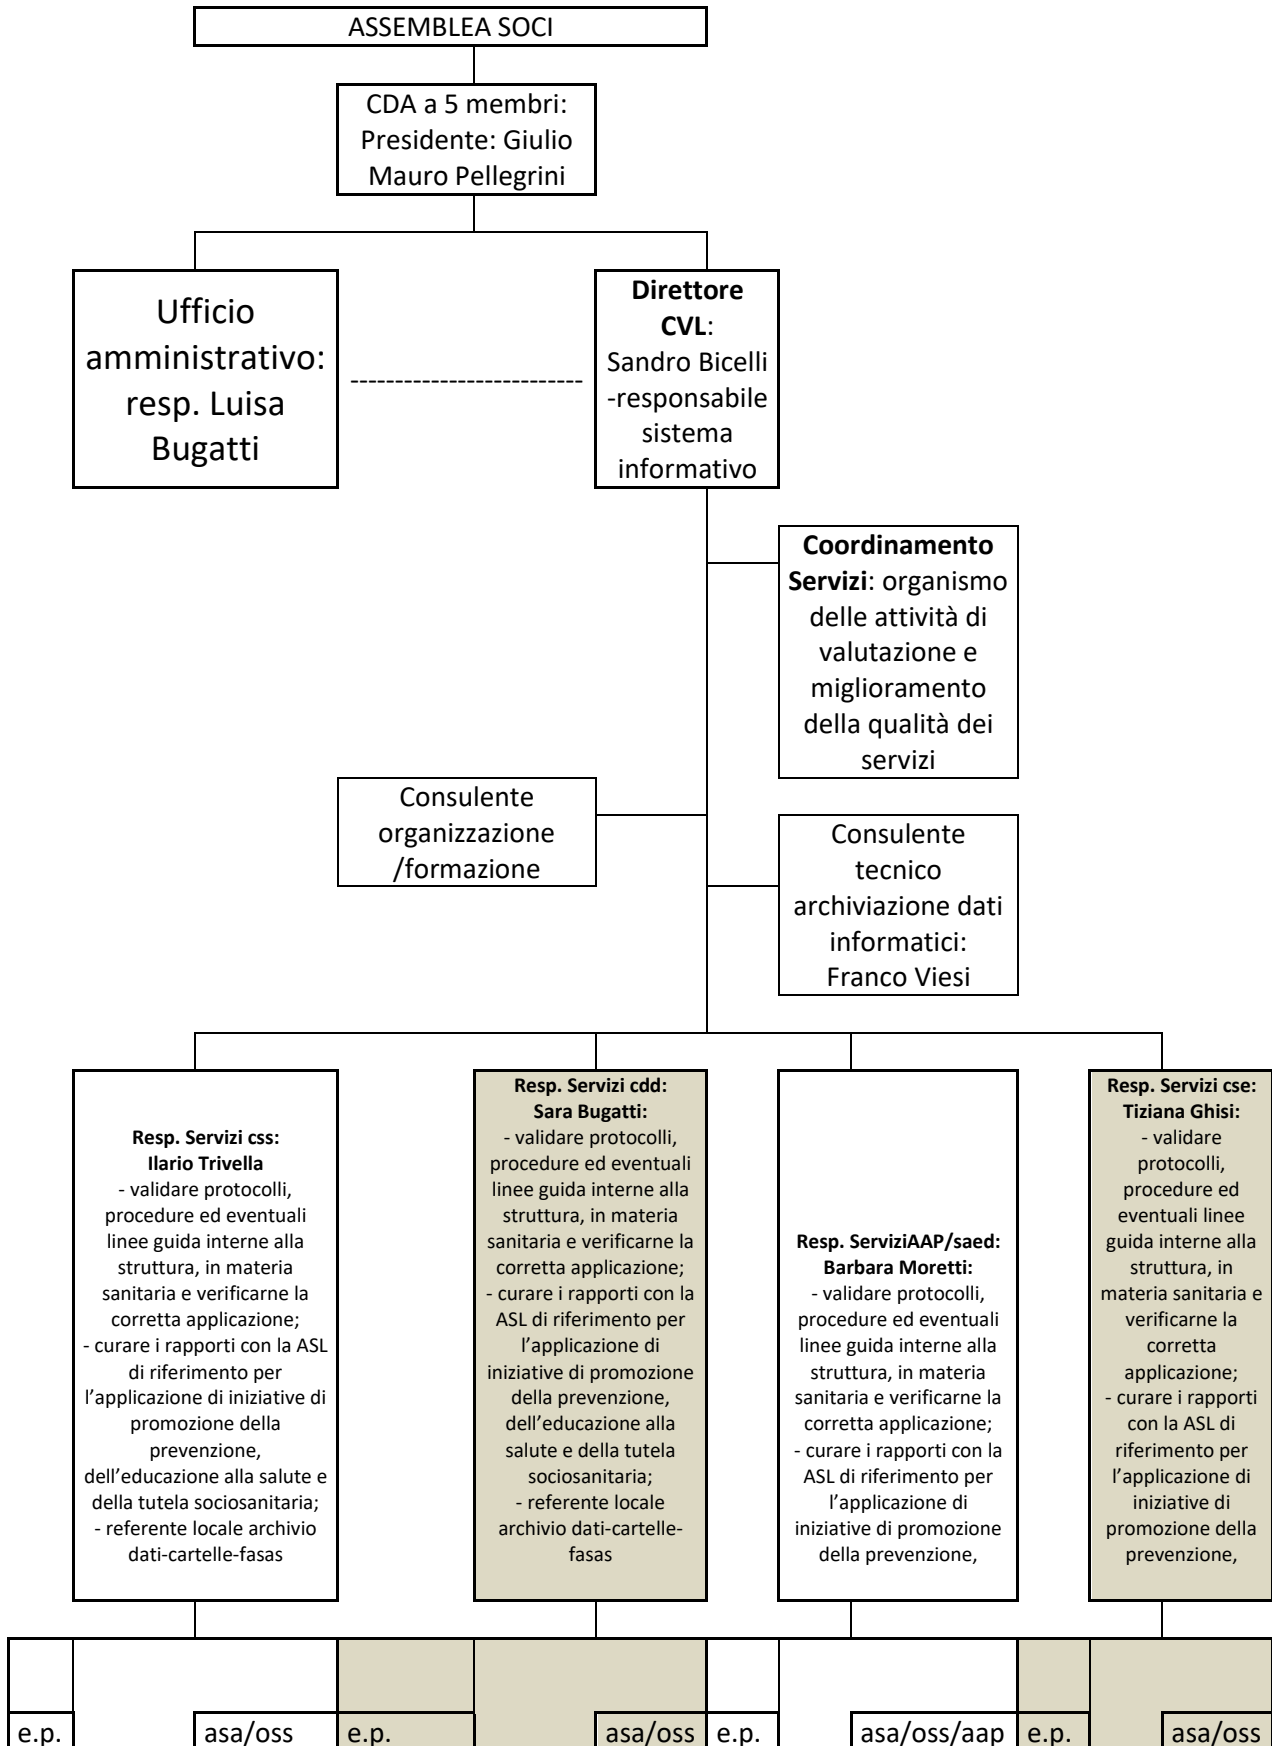 ASSEMBLEA SOCI
CDA a 5 membri:
Presidente: Giulio
Mauro Pellegrini
Ufficio
amministrativo:
resp. Luisa
Bugatti
--------------------------
Direttore
CVL:
Sandro Bicelli
-responsabile
sistema
informativo
Coordinamento
Servizi: organismo
delle attività di
valutazione e
miglioramento
della qualità dei
servizi
Consulente
organizzazione
/formazione
Consulente
tecnico
archiviazione dati
informatici:
Franco Viesi
Resp. Servizi css:
Ilario Trivella
- validare protocolli,
procedure ed eventuali
linee guida interne alla
struttura, in materia
sanitaria e verificarne la
corretta applicazione;
- curare i rapporti con la ASL
di riferimento per
l’applicazione di iniziative di
promozione della
prevenzione,
dell’educazione alla salute e
della tutela sociosanitaria;
- referente locale archivio
dati-cartelle-fasas
Resp. Servizi cdd:
Sara Bugatti:
- validare protocolli,
procedure ed eventuali
linee guida interne alla
struttura, in materia
sanitaria e verificarne la
corretta applicazione;
- curare i rapporti con la
ASL di riferimento per
l’applicazione di
iniziative di promozione
della prevenzione,
dell’educazione alla
salute e della tutela
sociosanitaria;
- referente locale
archivio dati-cartelle-
fasas
Resp. ServiziAAP/saed:
Barbara Moretti:
- validare protocolli,
procedure ed eventuali
linee guida interne alla
struttura, in materia
sanitaria e verificarne la
corretta applicazione;
- curare i rapporti con la
ASL di riferimento per
l’applicazione di
iniziative di promozione
della prevenzione,
Resp. Servizi cse:
Tiziana Ghisi:
- validare
protocolli,
procedure ed
eventuali linee
guida interne alla
struttura, in
materia sanitaria e
verificarne la
corretta
applicazione;
- curare i rapporti
con la ASL di
riferimento per
l’applicazione di
iniziative di
promozione della
prevenzione,
e.p.
asa/oss
e.p.
asa/oss
e.p.
asa/oss/aap
e.p.
asa/oss